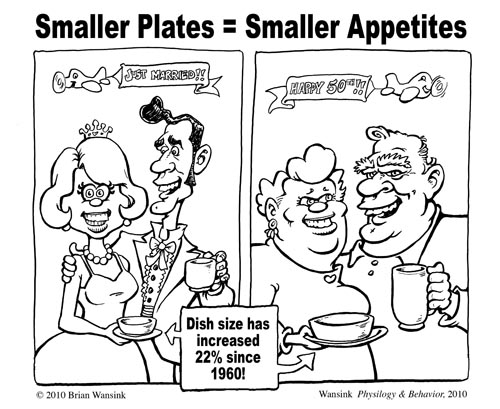 Smaller Plates = Smaller Appetites
JUST MARRIED!!
HAPPY 50TH!!
Dish size has
increased
22% since
1960!
© 2010 Brian Wansink
Wansink Physilogy & Behavior, 2010